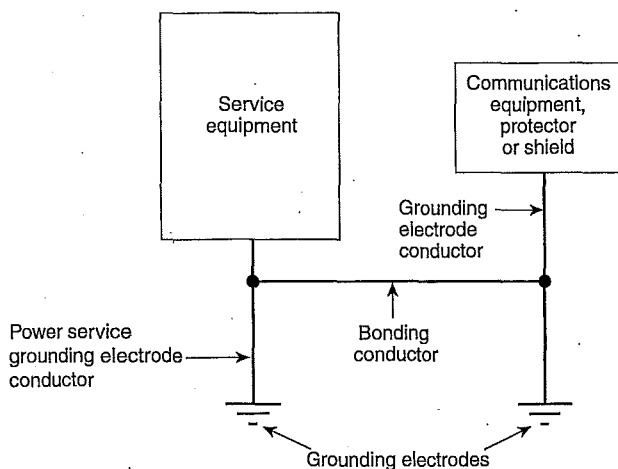 Service
equipment
Communications
equipment,
protector
or shield
Grounding
electrode
conductor
Power service
grounding electrode
conductor
Bonding
conductor
Grounding electrodes